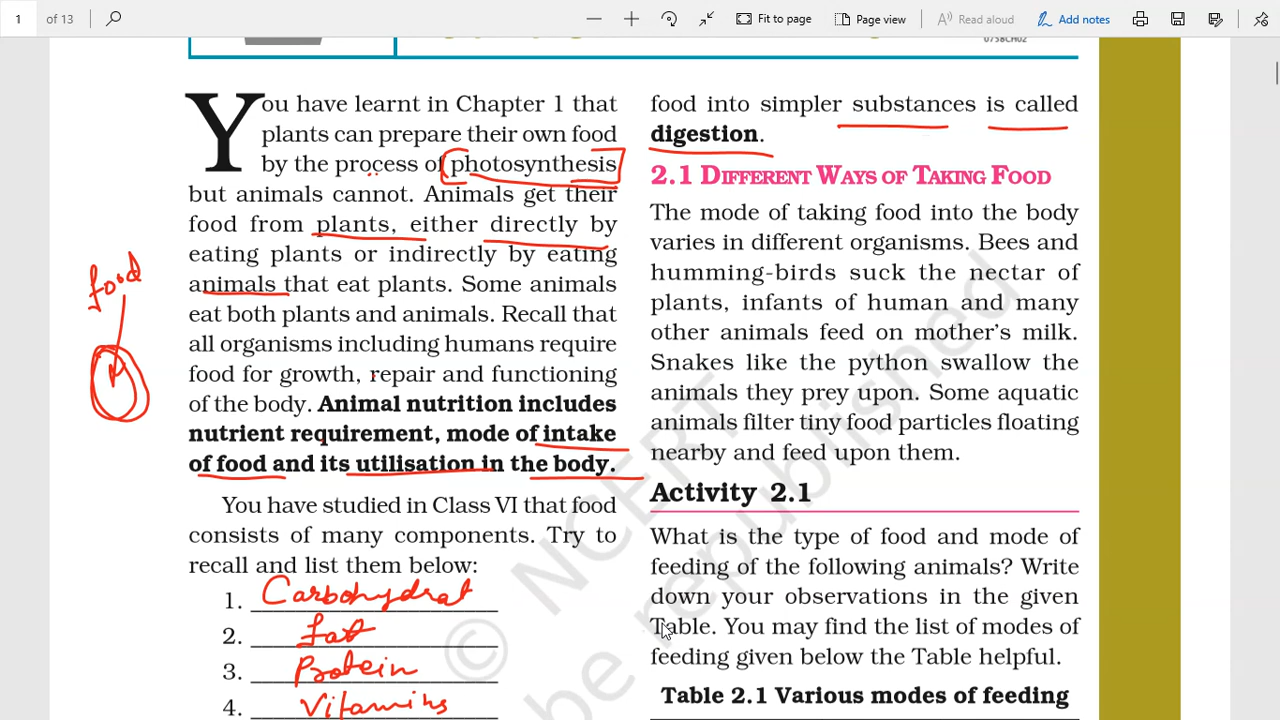 1 of 13
Fit to page
Page view
Read aloud
Add notes
0758CH02
You have learnt in Chapter 1 that
plants can prepare their own food
by the process of photosynthesis
but animals cannot. Animals get their
food from plants, either directly by
eating plants or indirectly by eating
animals that eat plants. Some animals
eat both plants and animals. Recall that
all organisms including humans require
food for growth, repair and functioning
of the body. Animal nutrition includes
nutrient requirement, mode of intake
of food and its utilisation in the body.
food
You have studied in Class VI that food
consists of many components. Try to
recall and list them below:
1. Carbohydrat
2. fat
3. Protein
4. Vitamins
food into simpler substances is called
digestion.
2.1 DIFFERENT WAYS OF TAKING FOOD
The mode of taking food into the body
varies in different organisms. Bees and
humming-birds suck the nectar of
plants, infants of human and many
other animals feed on mother's milk.
Snakes like the python swallow the
animals they prey upon. Some aquatic
animals filter tiny food particles floating
nearby and feed upon them.
Activity 2.1
What is the type of food and mode of
feeding of the following animals? Write
down your observations in the given
Table. You may find the list of modes of
feeding given below the Table helpful.
Table 2.1 Various modes of feeding
© NCERT
be republished